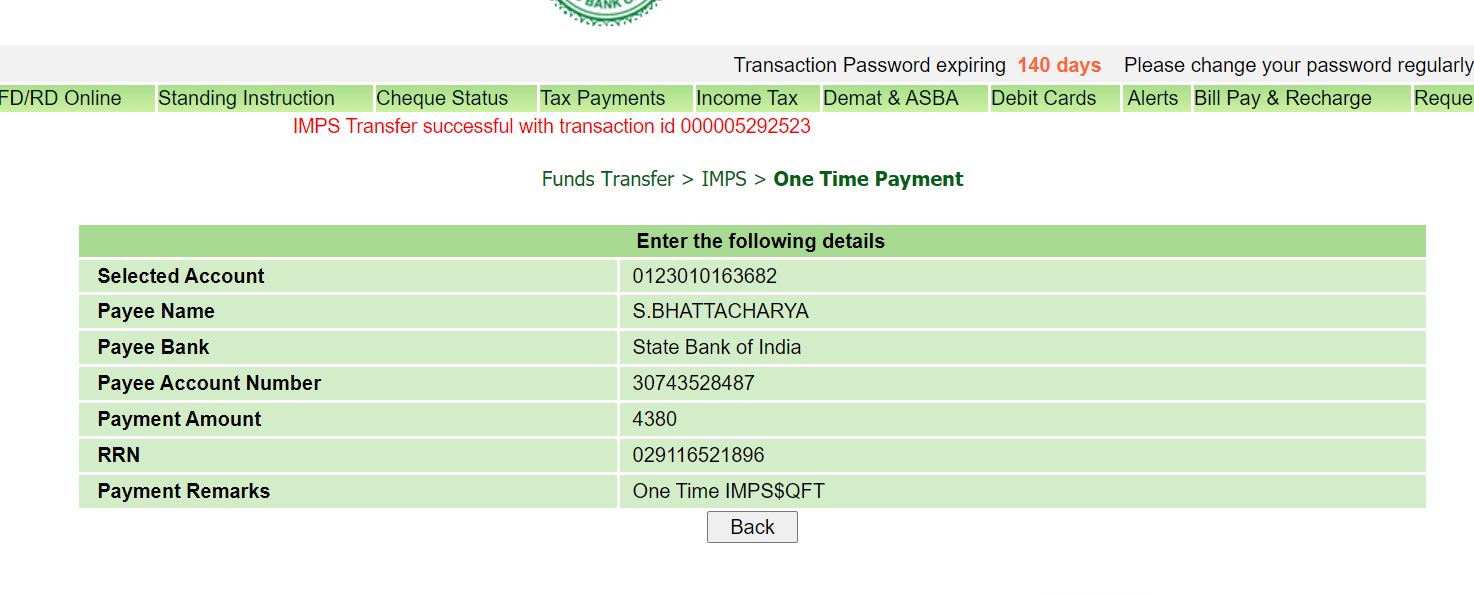 BANK O
Transaction Password expiring 140 days Please change your password regularly
FD/RD Online Standing Instruction Cheque Status Tax Payments Income Tax Demat & ASBA Debit Cards Alerts Bill Pay & Recharge Reque
IMPS Transfer successful with transaction id 000005292523
Funds Transfer > IMPS > One Time Payment
Enter the following details
Selected Account 0123010163682
Payee Name S.BHATTACHARYA
Payee Bank State Bank of India
Payee Account Number 30743528487
Payment Amount 4380
RRN 029116521896
Payment Remarks One Time IMPS$QFT
Back